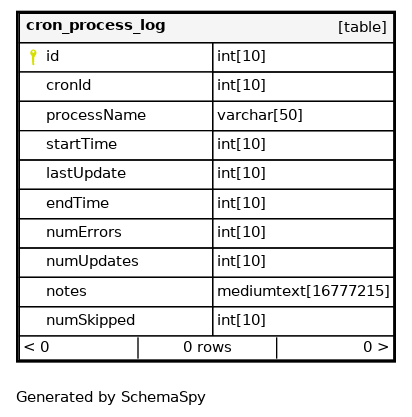 cron_process_log [table]
id int[10]
cronId int[10]
processName varchar[50]
startTime int[10]
lastUpdate int[10]
endTime int[10]
numErrors int[10]
numUpdates int[10]
notes mediumtext[16777215]
numSkipped int[10]
< 0 0 rows 0 >
Generated by SchemaSpy